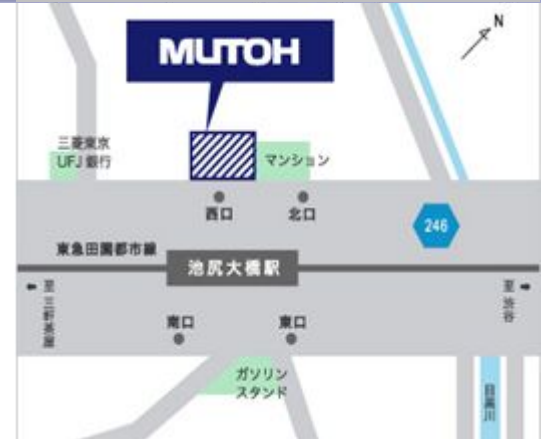 MUTOH
N
三菱東京
UFJ 銀行
マンション
西口
北口
246
東急田園都市線
池尻大橋駅
至 三軒茶屋
至 渋谷
南口
東口
ガソリン
スタンド
目黒川